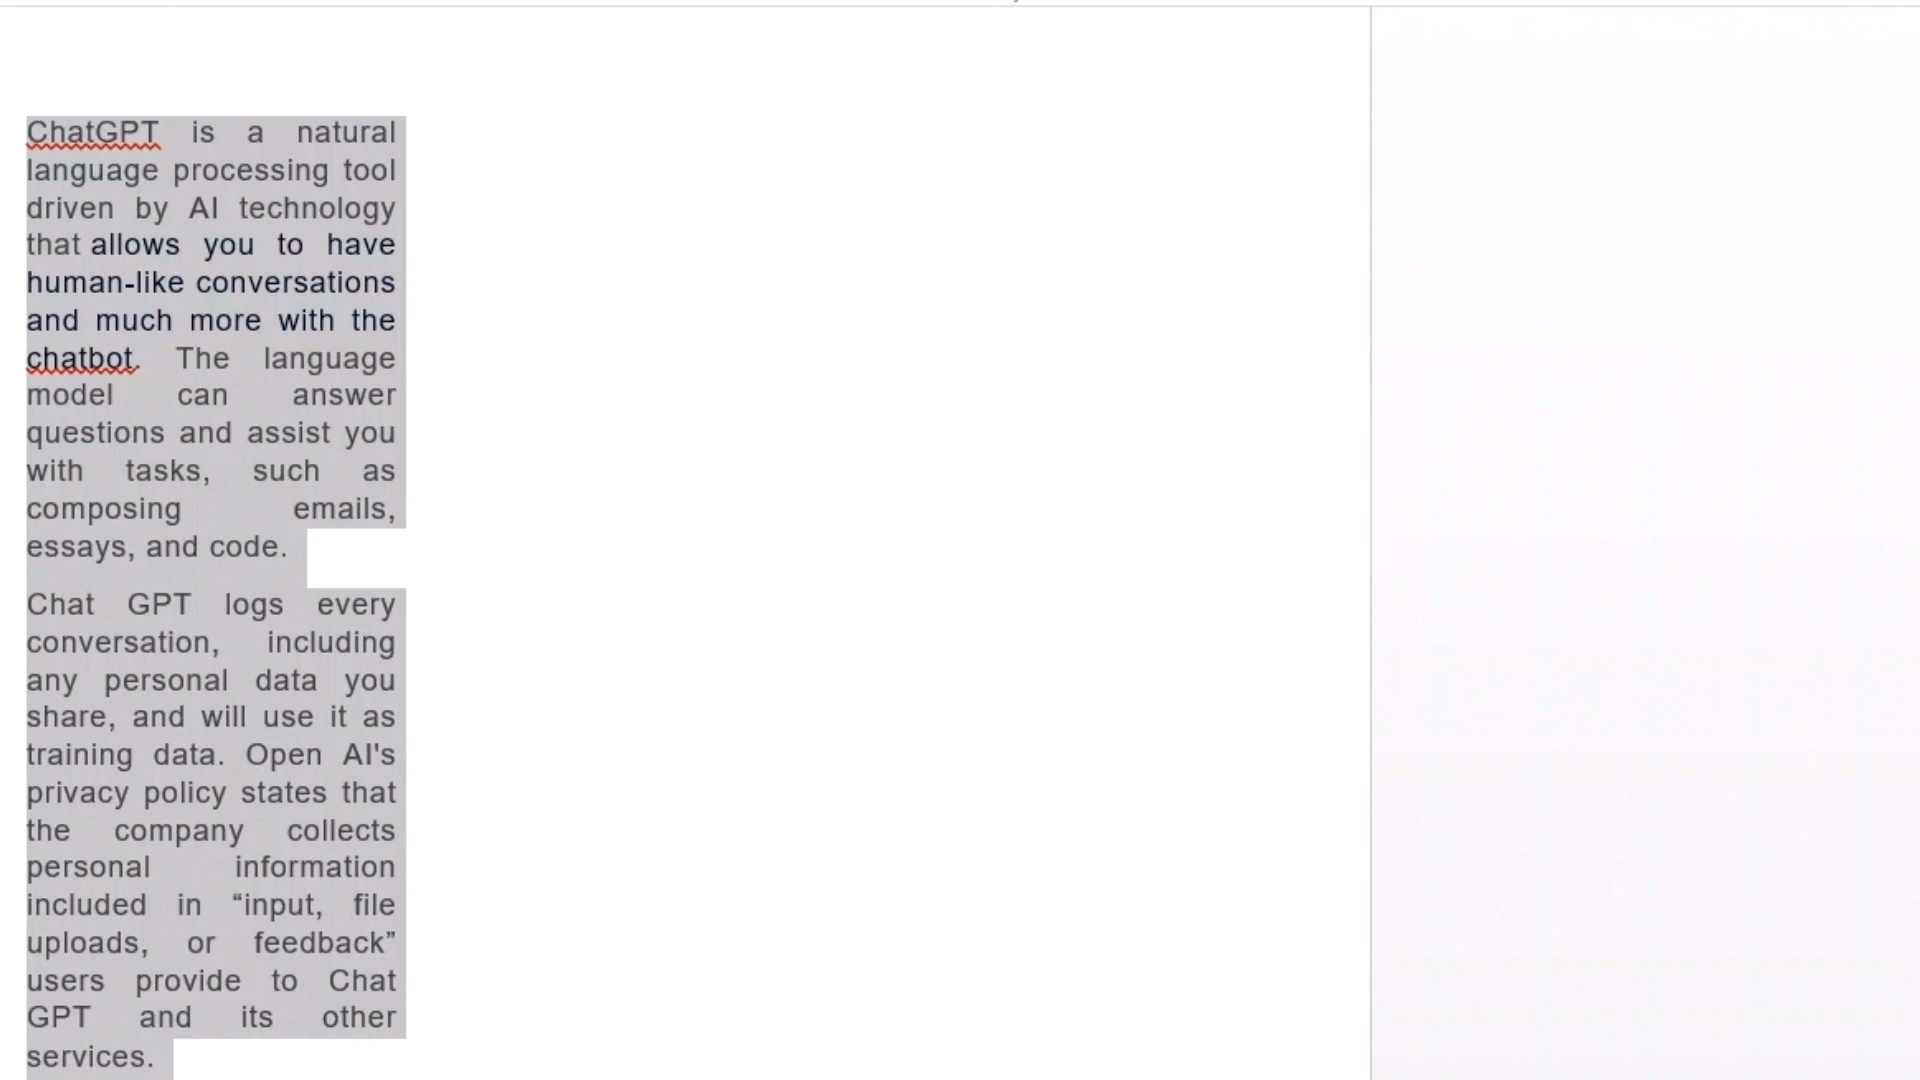 ChatGPT is a natural
language processing tool
driven by AI technology
that allows you to have
human-like conversations
and much more with the
chatbot. The language
model can answer
questions and assist you
with tasks, such as
composing emails,
essays, and code.
Chat GPT logs every
conversation, including
any personal data you
share, and will use it as
training data. Open AI's
privacy policy states that
the company collects
personal information
included in “input, file
uploads, or feedback”
users provide to Chat
GPT and its other
services.